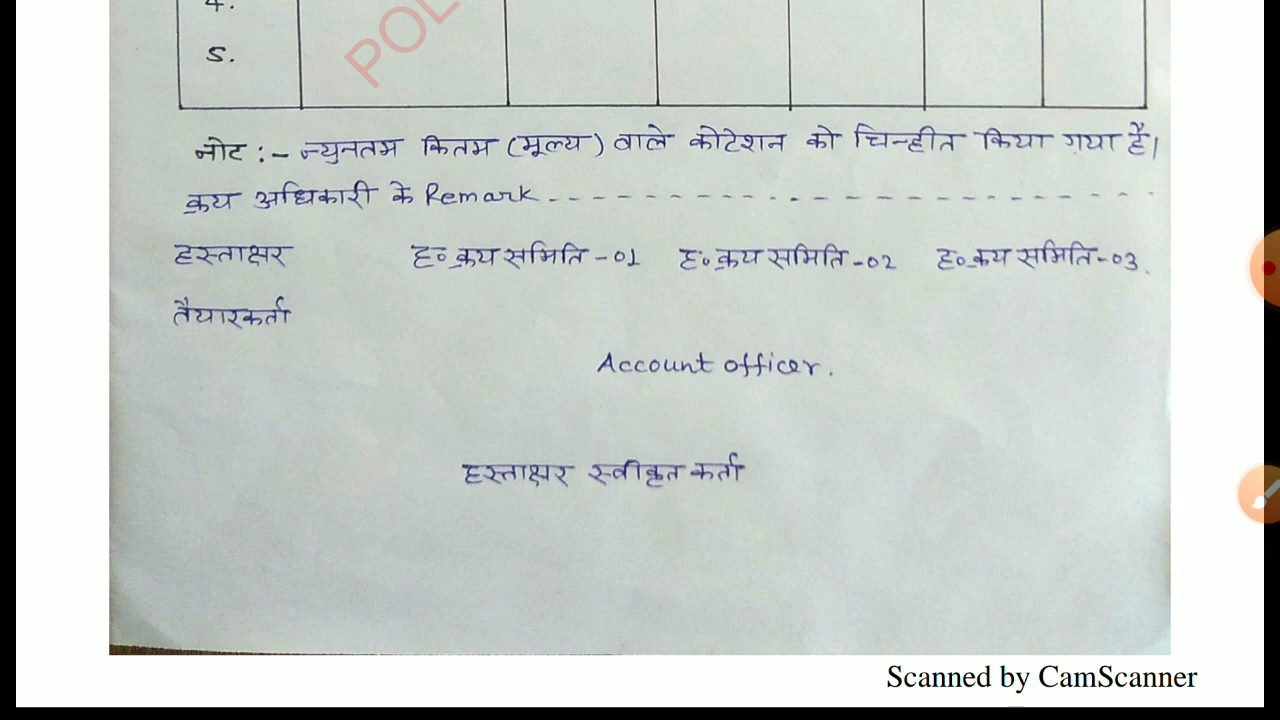 4.
POL
5.
नोट :- न्युनतम कितम (मूल्य) वाले कोटेशन को चिन्हीत किया गया है।
क्रय अधिकारी के Remark - - - - - - - - - - - - - - - - - - - - - - - -
हस्ताक्षर ह० क्रय समिति - 01 ह० क्रय समिति - 02 ह० क्रय समिति - 03.
तैयारकर्ता
Account officer.
हस्ताक्षर स्वीकृत कर्ता
Scanned by CamScanner